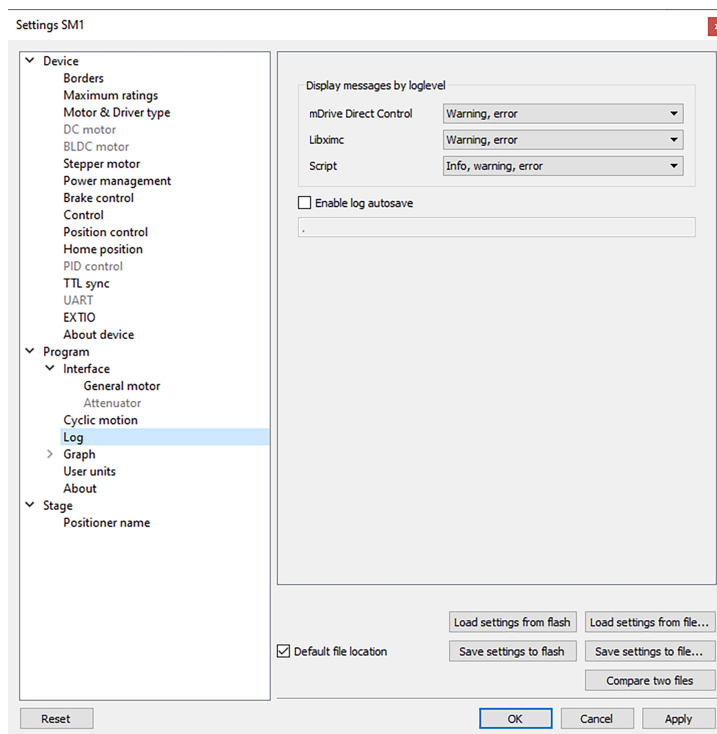 Settings SM1
Device
Borders
Maximum ratings
Motor & Driver type
DC motor
BLDC motor
Stepper motor
Power management
Brake control
Control
Position control
Home position
PID control
TTL sync
UART
EXTIO
About device
Program
Interface
General motor
Attenuator
Cyclic motion
Log
Graph
User units
About
Stage
Positioner name
Display messages by loglevel
mDrive Direct Control Warning, error
Libximc Warning, error
Script Info, warning, error
Enable log autosave
.
Load settings from flash Load settings from file...
Default file location Save settings to flash Save settings to file...
Compare two files
Reset OK Cancel Apply